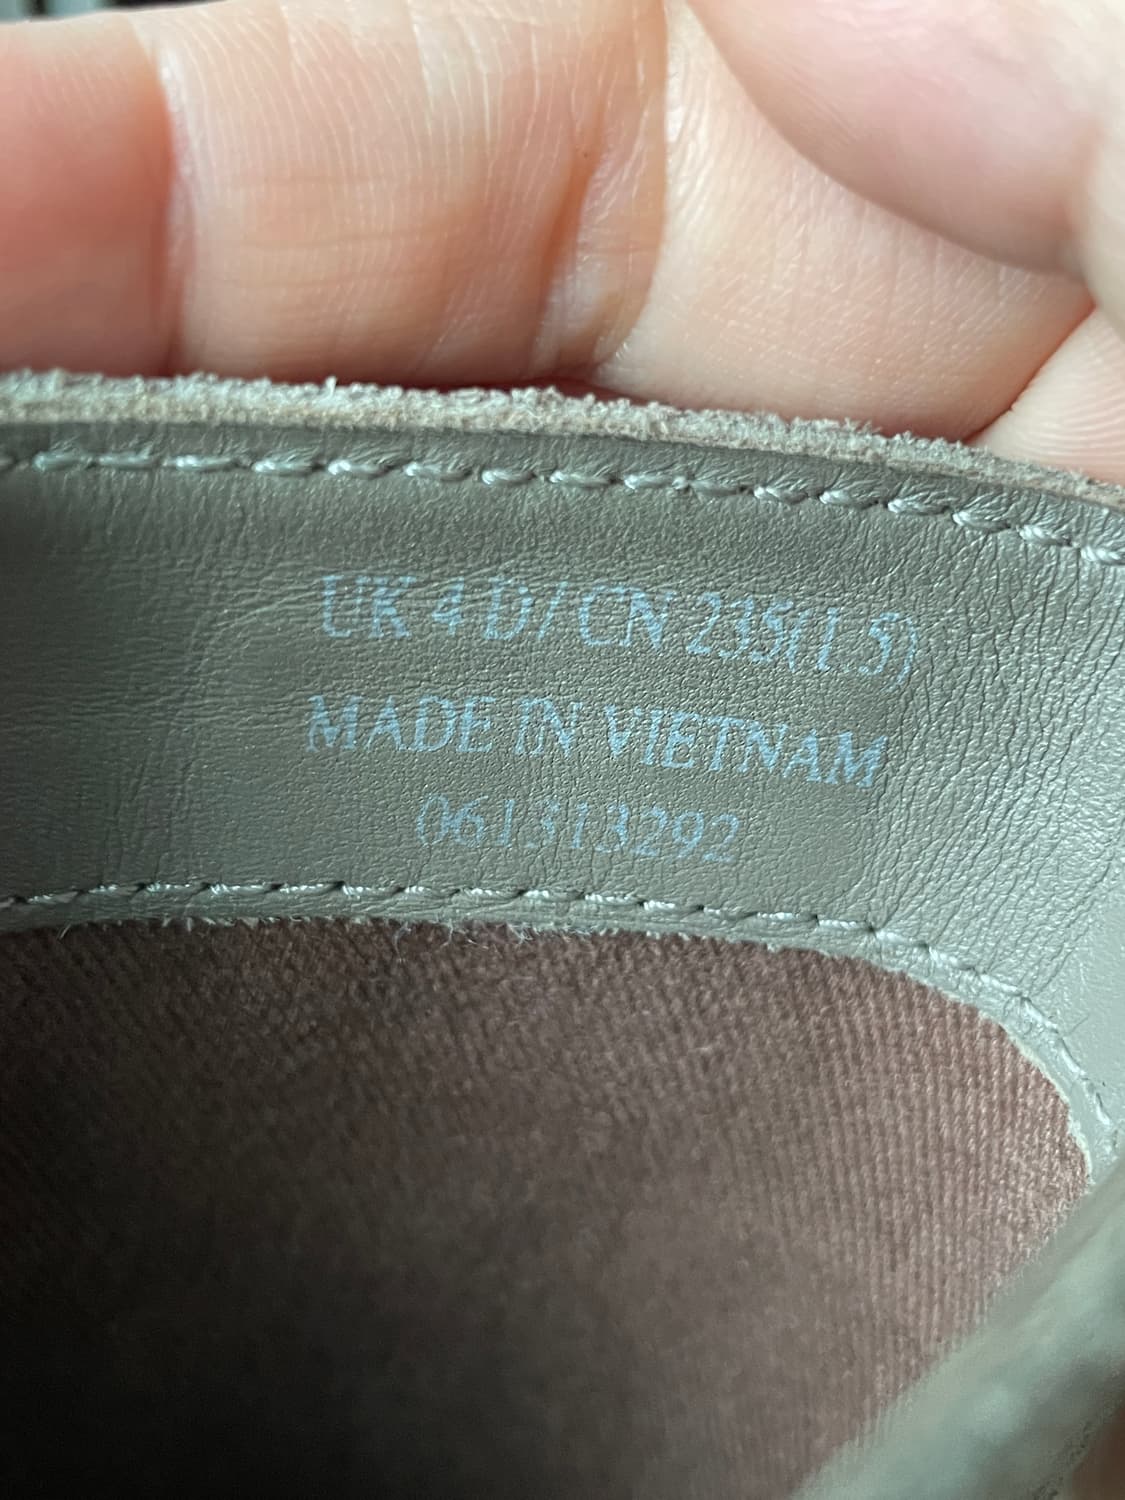 UK 4 D/ CN 235(1.5)
MADE IN VIETNAM
061313292